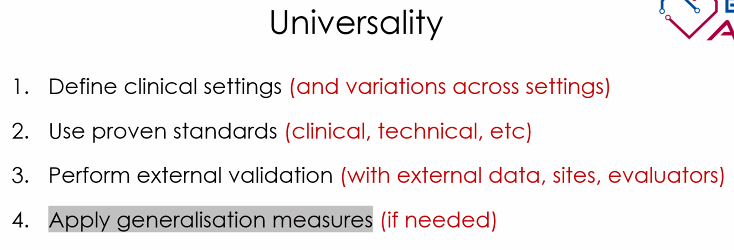 Universality
1. Define clinical settings (and variations across settings)
2. Use proven standards (clinical, technical, etc)
3. Perform external validation (with external data, sites, evaluators)
4. Apply generalisation measures (if needed)